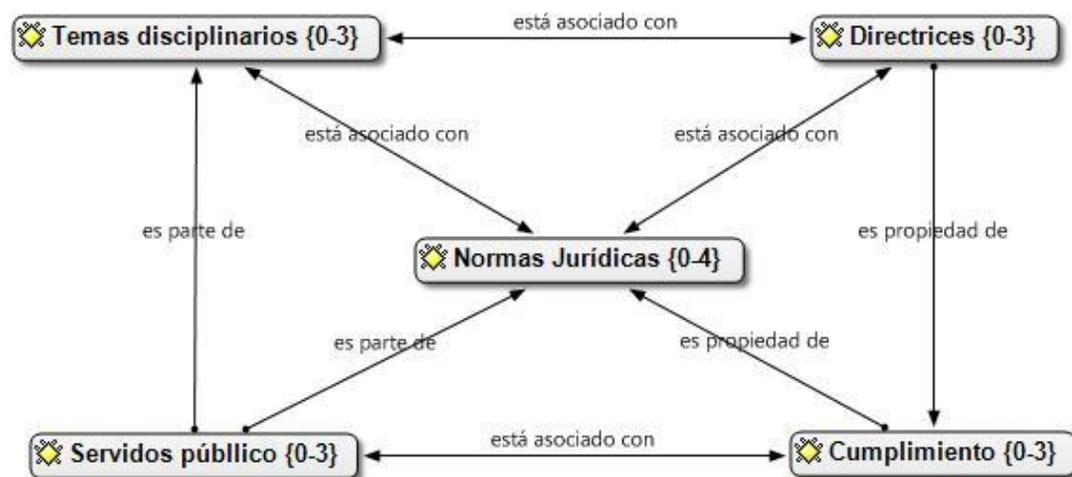 está asociado con
Temas disciplinarios {0-3}
Directrices {0-3}
está asociado con
está asociado con
es parte de
es propiedad de
Normas Jurídicas {0-4}
es parte de
es propiedad de
está asociado con
Servidos públlico {0-3}
Cumplimiento {0-3}